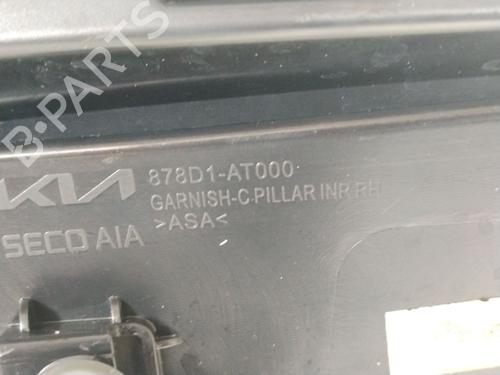 B-PARTS
KIA 878D1-AT000
GARNISH-C.PILLAR INR RH
SECO AIA >ASA<